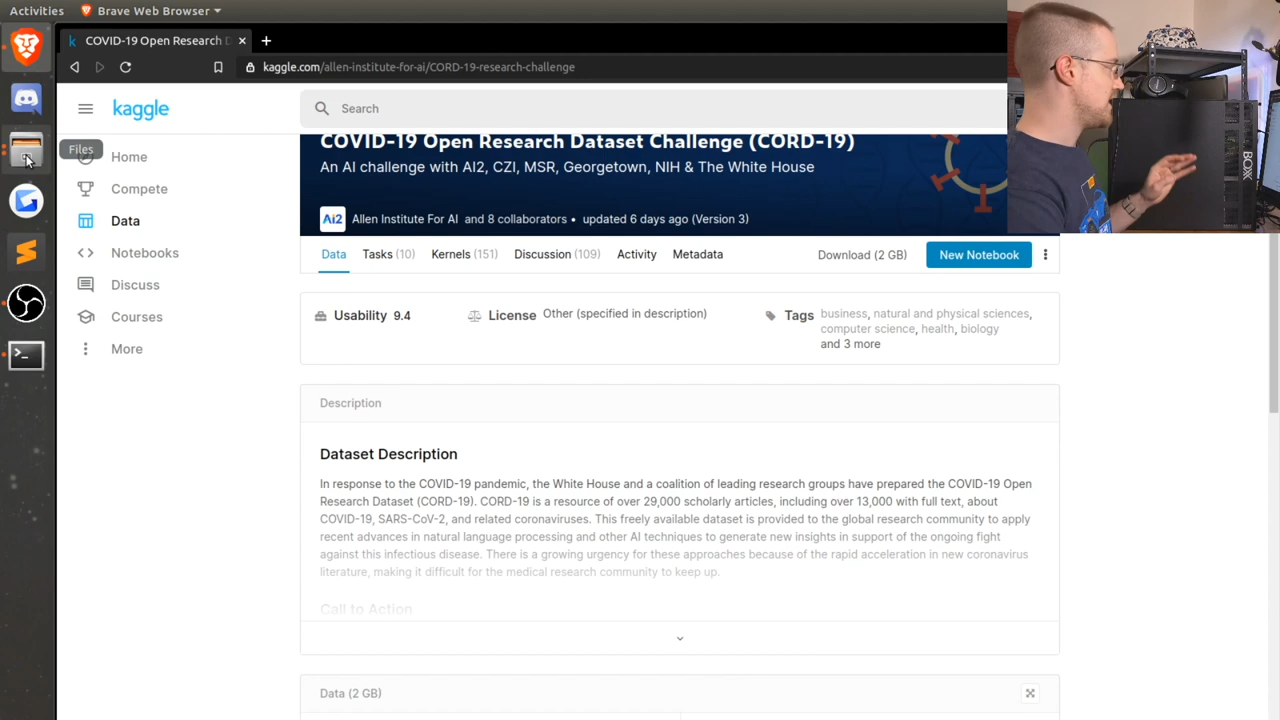 Activities
Brave Web Browser
COVID-19 Open Research D
kaggle.com/allen-institute-for-ai/CORD-19-research-challenge
kaggle
Search
Files
Home
Compete
Data
Notebooks
Discuss
Courses
More
COVID-19 Open Research Dataset Challenge (CORD-19)
An AI challenge with AI2, CZI, MSR, Georgetown, NIH & The White House
Ai2
Allen Institute For AI and 8 collaborators • updated 6 days ago (Version 3)
Data
Tasks (10)
Kernels (151)
Discussion (109)
Activity
Metadata
Download (2 GB)
New Notebook
Usability 9.4
License Other (specified in description)
Tags business, natural and physical sciences,
computer science, health, biology
and 3 more
Description
Dataset Description
In response to the COVID-19 pandemic, the White House and a coalition of leading research groups have prepared the COVID-19 Open
Research Dataset (CORD-19). CORD-19 is a resource of over 29,000 scholarly articles, including over 13,000 with full text, about
COVID-19, SARS-CoV-2, and related coronaviruses. This freely available dataset is provided to the global research community to apply
recent advances in natural language processing and other AI techniques to generate new insights in support of the ongoing fight
against this infectious disease. There is a growing urgency for these approaches because of the rapid acceleration in new coronavirus
literature, making it difficult for the medical research community to keep up.
Call to Action
Data (2 GB)